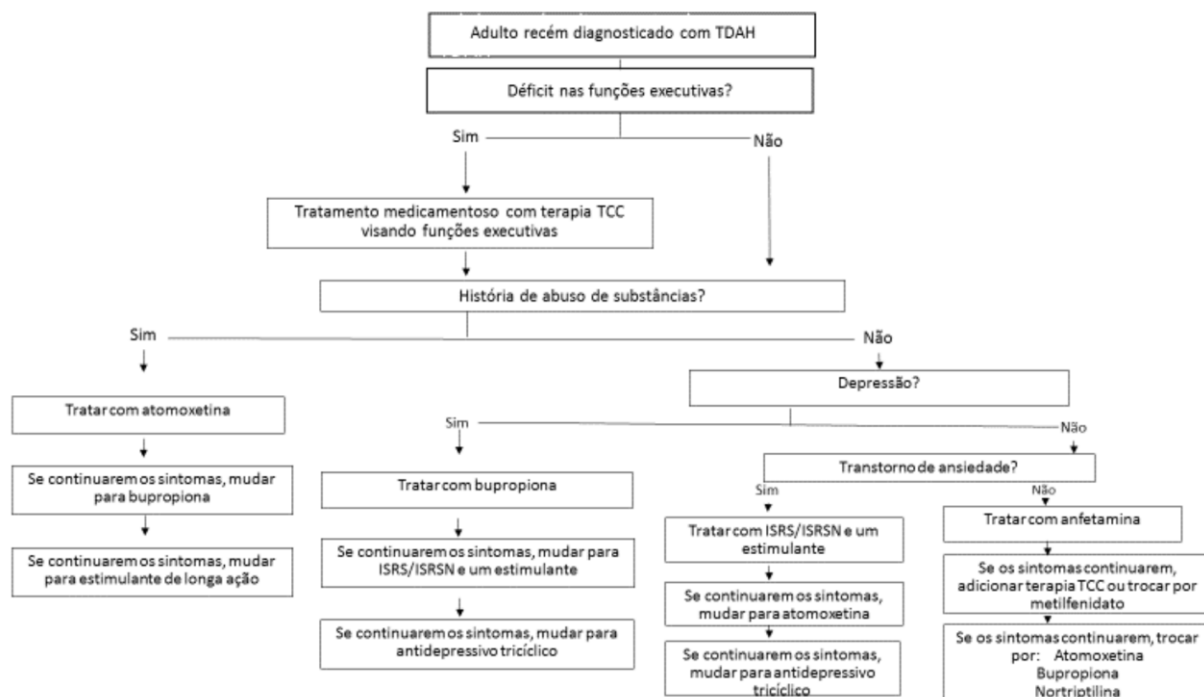 Adulto recém diagnosticado com TDAH
Déficit nas funções executivas?
Sim
Não
Tratamento medicamentoso com terapia TCC
visando funções executivas
História de abuso de substâncias?
Sim
Não
Tratar com atomoxetina
Se continuarem os sintomas, mudar
para bupropiona
Se continuarem os sintomas, mudar
para estimulante de longa ação
Depressão?
Sim
Não
Tratar com bupropiona
Se continuarem os sintomas, mudar para
ISRS/ISRSN e um estimulante
Se continuarem os sintomas, mudar para
antidepressivo tricíclico
Transtorno de ansiedade?
Sim
Não
Tratar com ISRS/ISRSN e um
estimulante
Se continuarem os sintomas,
mudar para atomoxetina
Se continuarem os sintomas,
mudar para antidepressivo
tricíclico
Tratar com anfetamina
Se os sintomas continuarem,
adicionar terapia TCC ou trocar por
metilfenidato
Se os sintomas continuarem, trocar
por: Atomoxetina
Bupropiona
Nortriptilina